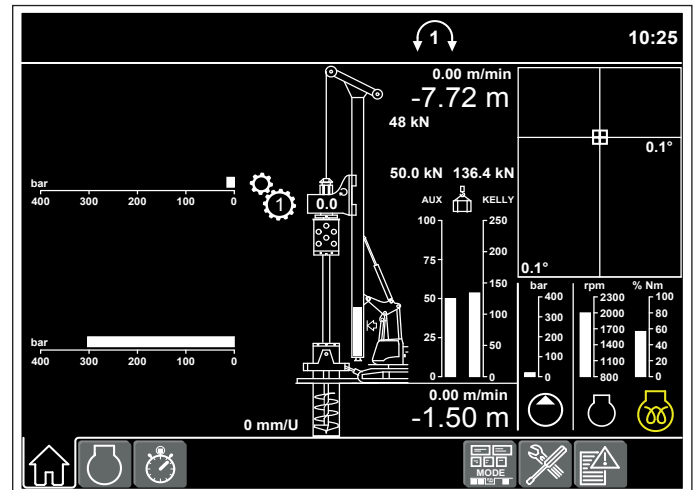 1 10:25
0.00 m/min
-7.72 m
48 kN
0.1°
50.0 kN 136.4 kN
bar
400 300 200 100 0
1
0.0
AUX KELLY
100 250
75 200
150
50
100
25
50
0 0
0.1°
bar rpm % Nm
400 2300 100
300 2000 80
1700 60
200
1400 40
100
1100 20
0 800 0
bar
400 300 200 100 0
0.00 m/min
-1.50 m
0 mm/U
MODE